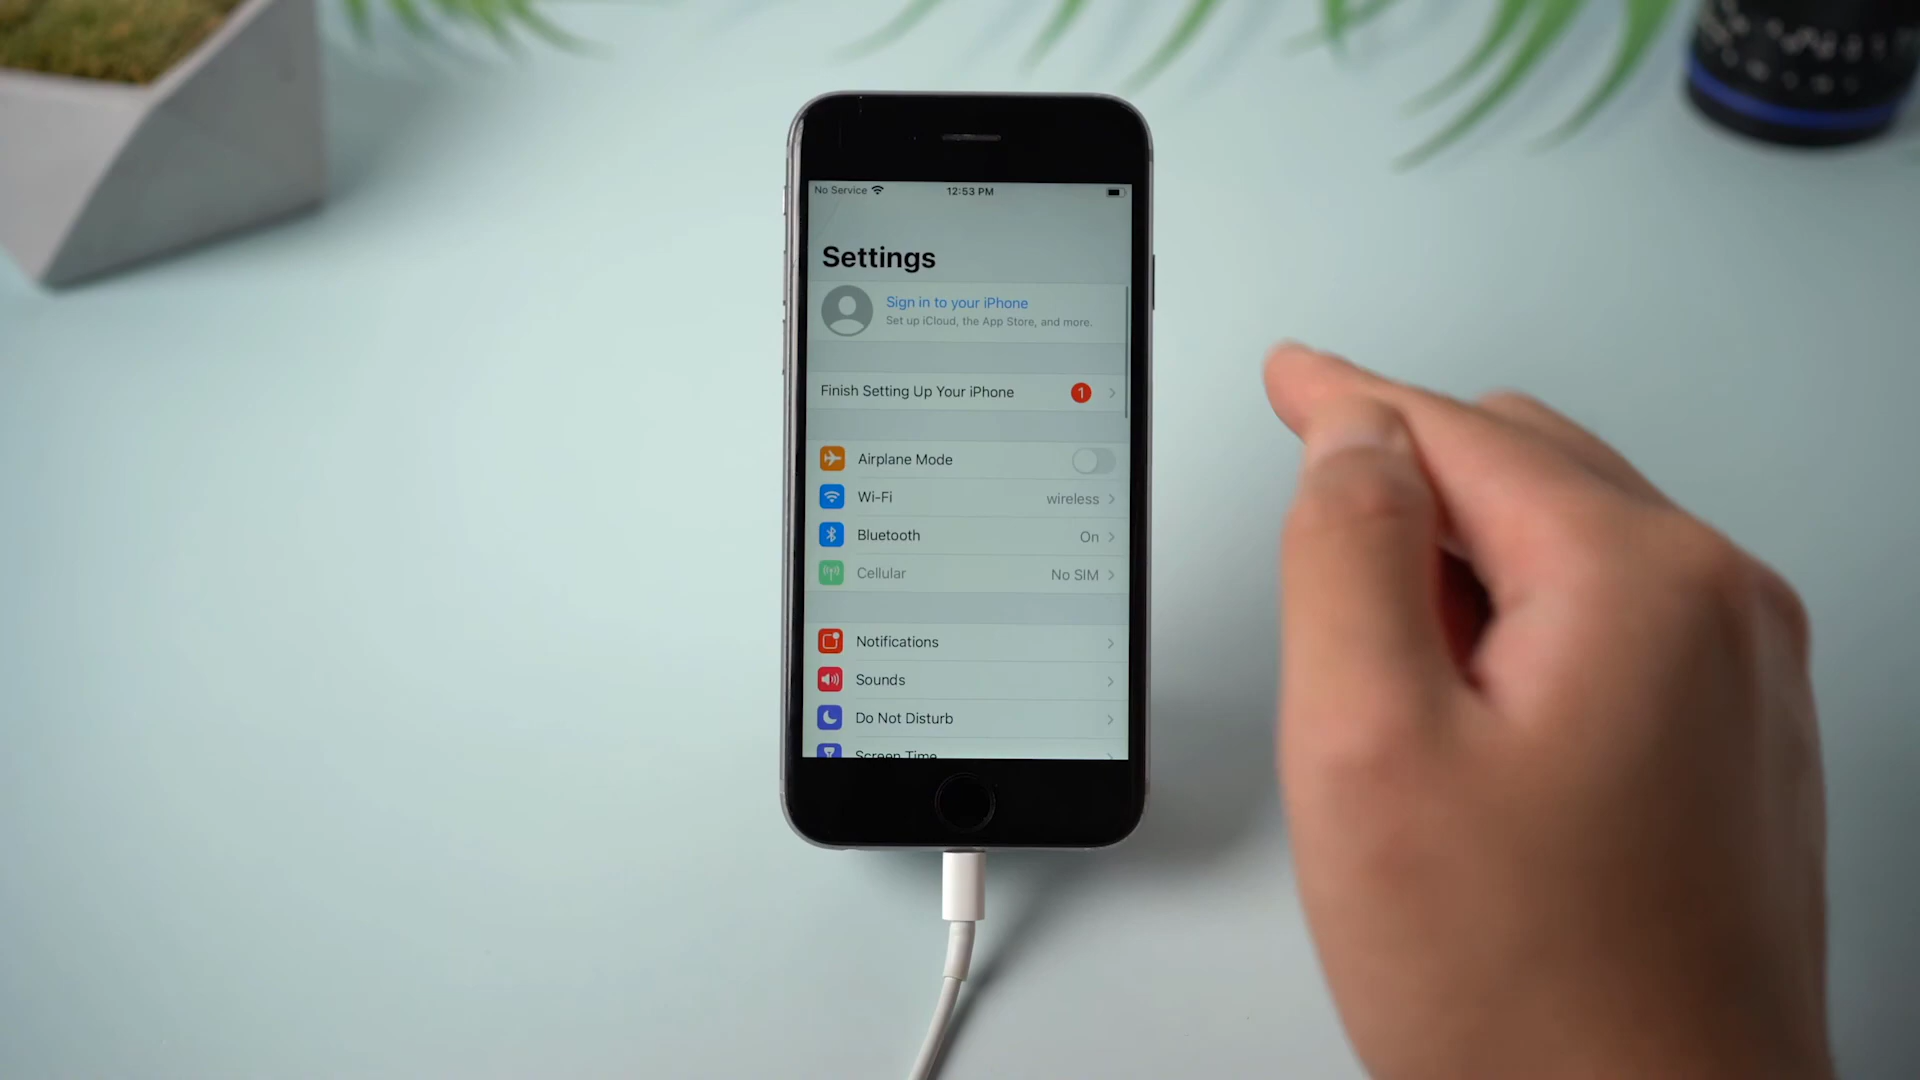 No Service 12:53 PM
Settings
Sign in to your iPhone
Set up iCloud, the App Store, and more.
Finish Setting Up Your iPhone 1
Airplane Mode
Wi-Fi wireless
Bluetooth On
Cellular No SIM
Notifications
Sounds
Do Not Disturb
Screen Time